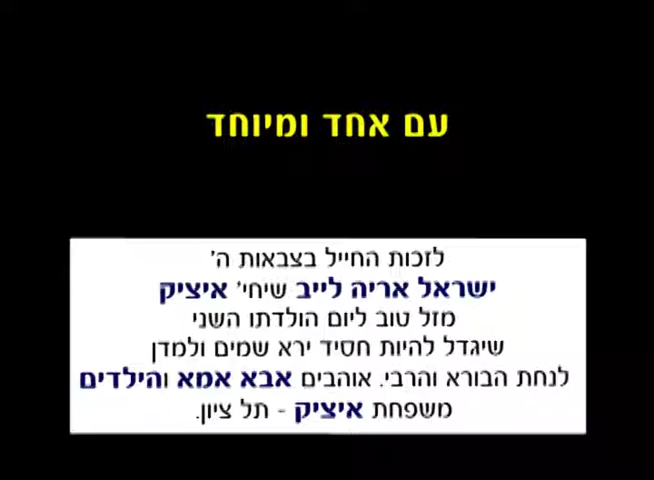 עם אחד ומיוחד
לזכות החייל בצבאות ה'
ישראל אריה לייב שיחי' איציק
מזל טוב ליום הולדתו השני
שיגדל להיות חסיד ירא שמים ולמדן
לנחת הבורא והרבי. אוהבים אבא אמא והילדים
משפחת איציק - תל ציון.